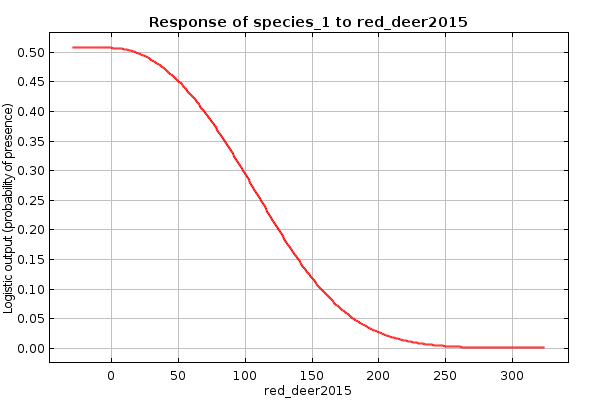 Response of species_1 to red_deer2015
Logistic output (probability of presence)
0.50
0.45
0.40
0.35
0.30
0.25
0.20
0.15
0.10
0.05
0.00
0 50 100 150 200 250 300
red_deer2015